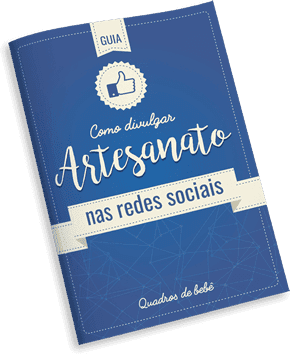 GUIA
Como divulgar
Artesanato
nas redes sociais
Quadros de bebê